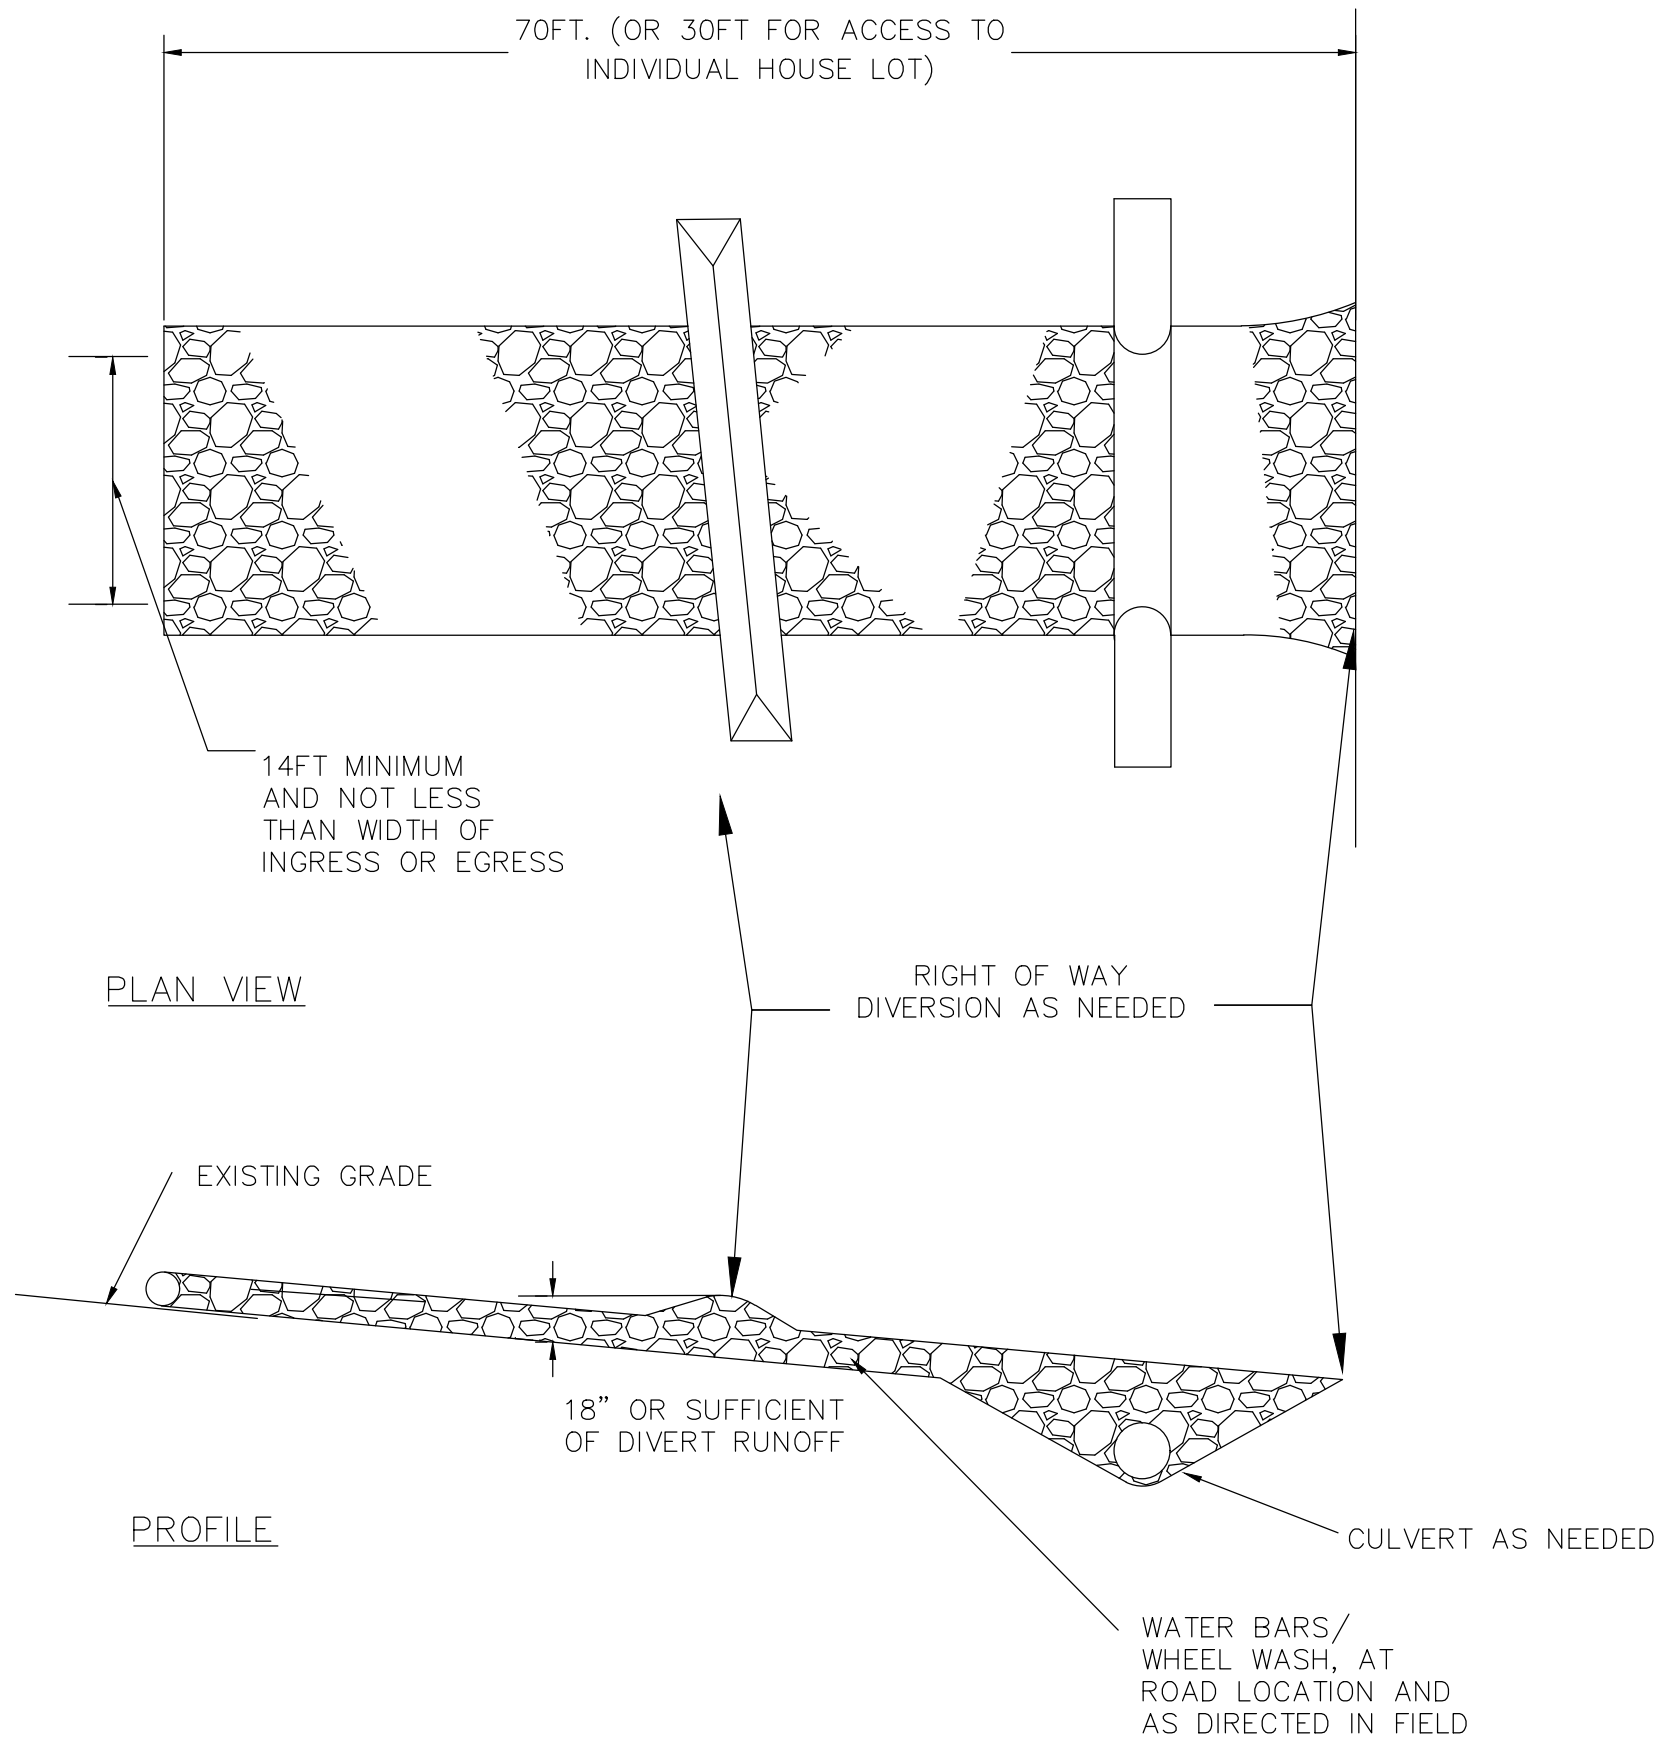 70FT. (OR 30FT FOR ACCESS TO
INDIVIDUAL HOUSE LOT)
14FT MINIMUM
AND NOT LESS
THAN WIDTH OF
INGRESS OR EGRESS
PLAN VIEW
RIGHT OF WAY
DIVERSION AS NEEDED
EXISTING GRADE
18” OR SUFFICIENT
OF DIVERT RUNOFF
PROFILE
CULVERT AS NEEDED
WATER BARS/
WHEEL WASH, AT
ROAD LOCATION AND
AS DIRECTED IN FIELD